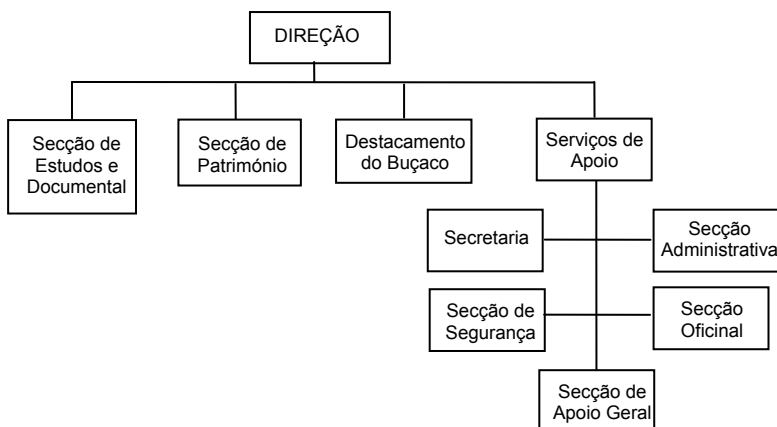 DIREÇÃO
Secção de
Estudos e
Documental
Secção de
Património
Destacamento
do Buçaco
Serviços de
Apoio
Secretaria
Secção
Administrativa
Secção de
Segurança
Secção
Oficinal
Secção de
Apoio Geral